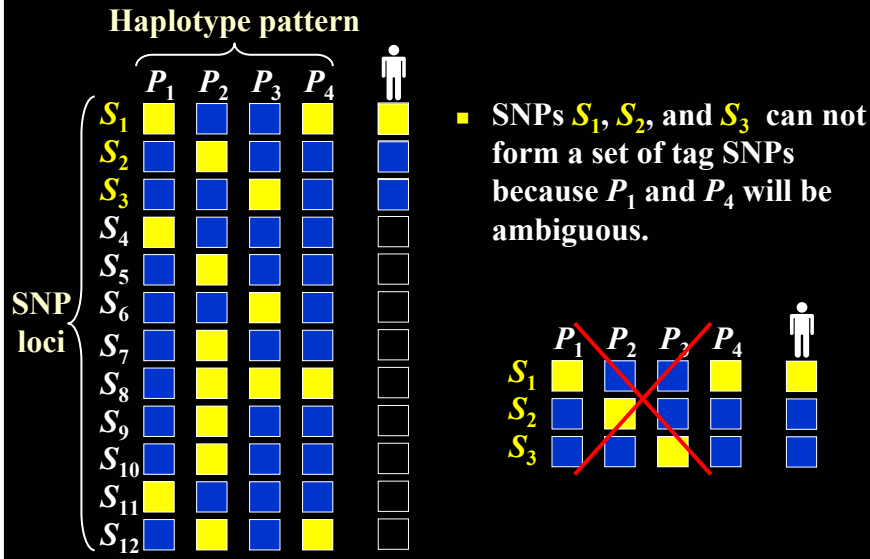 Haplotype pattern
P1 P2 P3 P4
S1
S2
S3
S4
S5
S6
S7
S8
S9
S10
S11
S12
SNP
loci
▪ SNPs S1, S2, and S3 can not
form a set of tag SNPs
because P1 and P4 will be
ambiguous.
P1 P2 P3 P4
S1
S2
S3